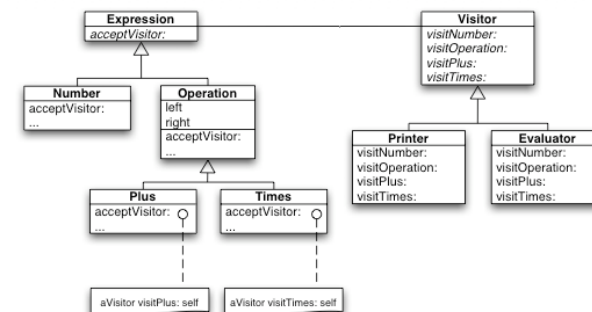 Expression
acceptVisitor:
Visitor
visitNumber:
visitOperation:
visitPlus:
visitTimes:
Number
acceptVisitor:
...
Operation
left
right
acceptVisitor:
...
Printer
visitNumber:
visitOperation:
visitPlus:
visitTimes:
Evaluator
visitNumber:
visitOperation:
visitPlus:
visitTimes:
Plus
acceptVisitor:
...
Times
acceptVisitor:
...
aVisitor visitPlus: self
aVisitor visitTimes: self